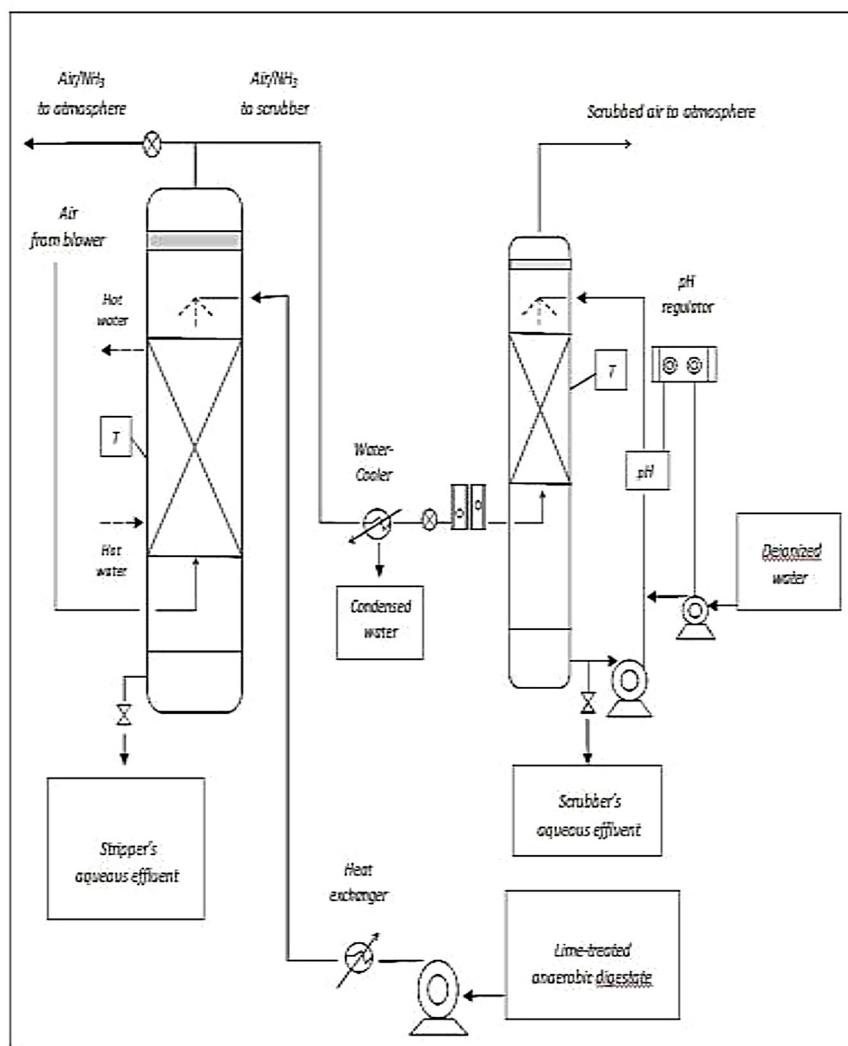 Air/NH₃
to atmosphere
Air/NH₃
to scrubber
Scrubbed air to atmosphere
Air
from blower
Hot
water
pH
regulator
T
T
Water-
Cooler
pH
Hot
water
Deionized
water
Condensed
water
Scrubber's
aqueous effluent
Stripper's
aqueous effluent
Heat
exchanger
Lime-treated
anaerobic digestate